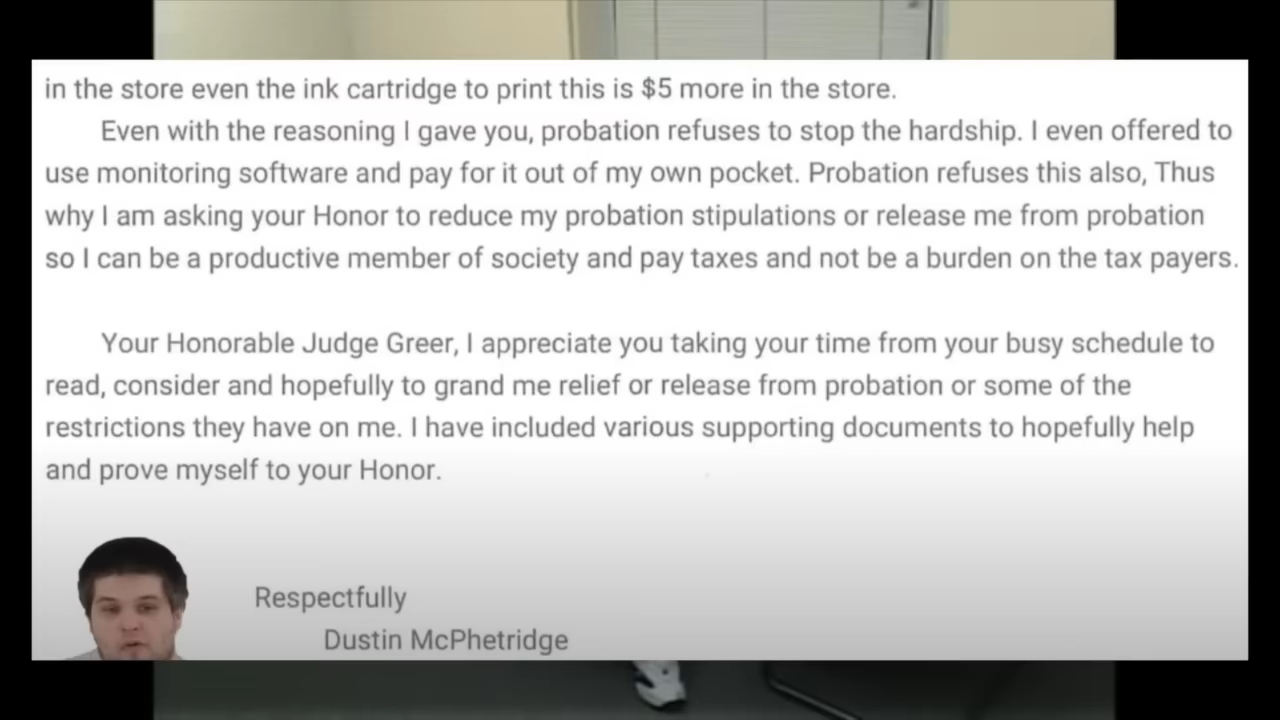 in the store even the ink cartridge to print this is $5 more in the store.
Even with the reasoning I gave you, probation refuses to stop the hardship. I even offered to
use monitoring software and pay for it out of my own pocket. Probation refuses this also, Thus
why I am asking your Honor to reduce my probation stipulations or release me from probation
so I can be a productive member of society and pay taxes and not be a burden on the tax payers.
Your Honorable Judge Greer, I appreciate you taking your time from your busy schedule to
read, consider and hopefully to grand me relief or release from probation or some of the
restrictions they have on me. I have included various supporting documents to hopefully help
and prove myself to your Honor.
Respectfully
Dustin McPhetridge